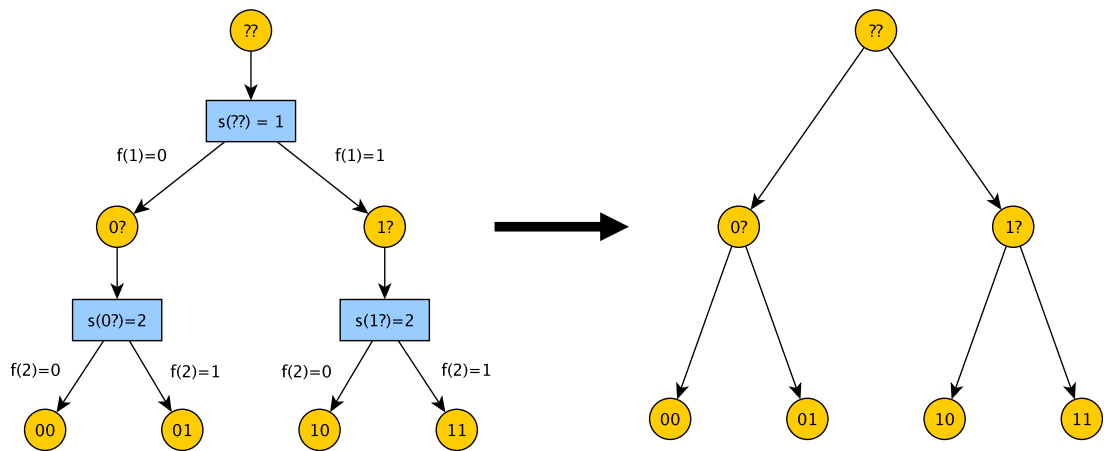 ??
s(??) = 1
f(1)=0
f(1)=1
0?
1?
s(0?)=2
s(1?)=2
f(2)=0
f(2)=1
f(2)=0
f(2)=1
00
01
10
11
??
0?
1?
00
01
10
11